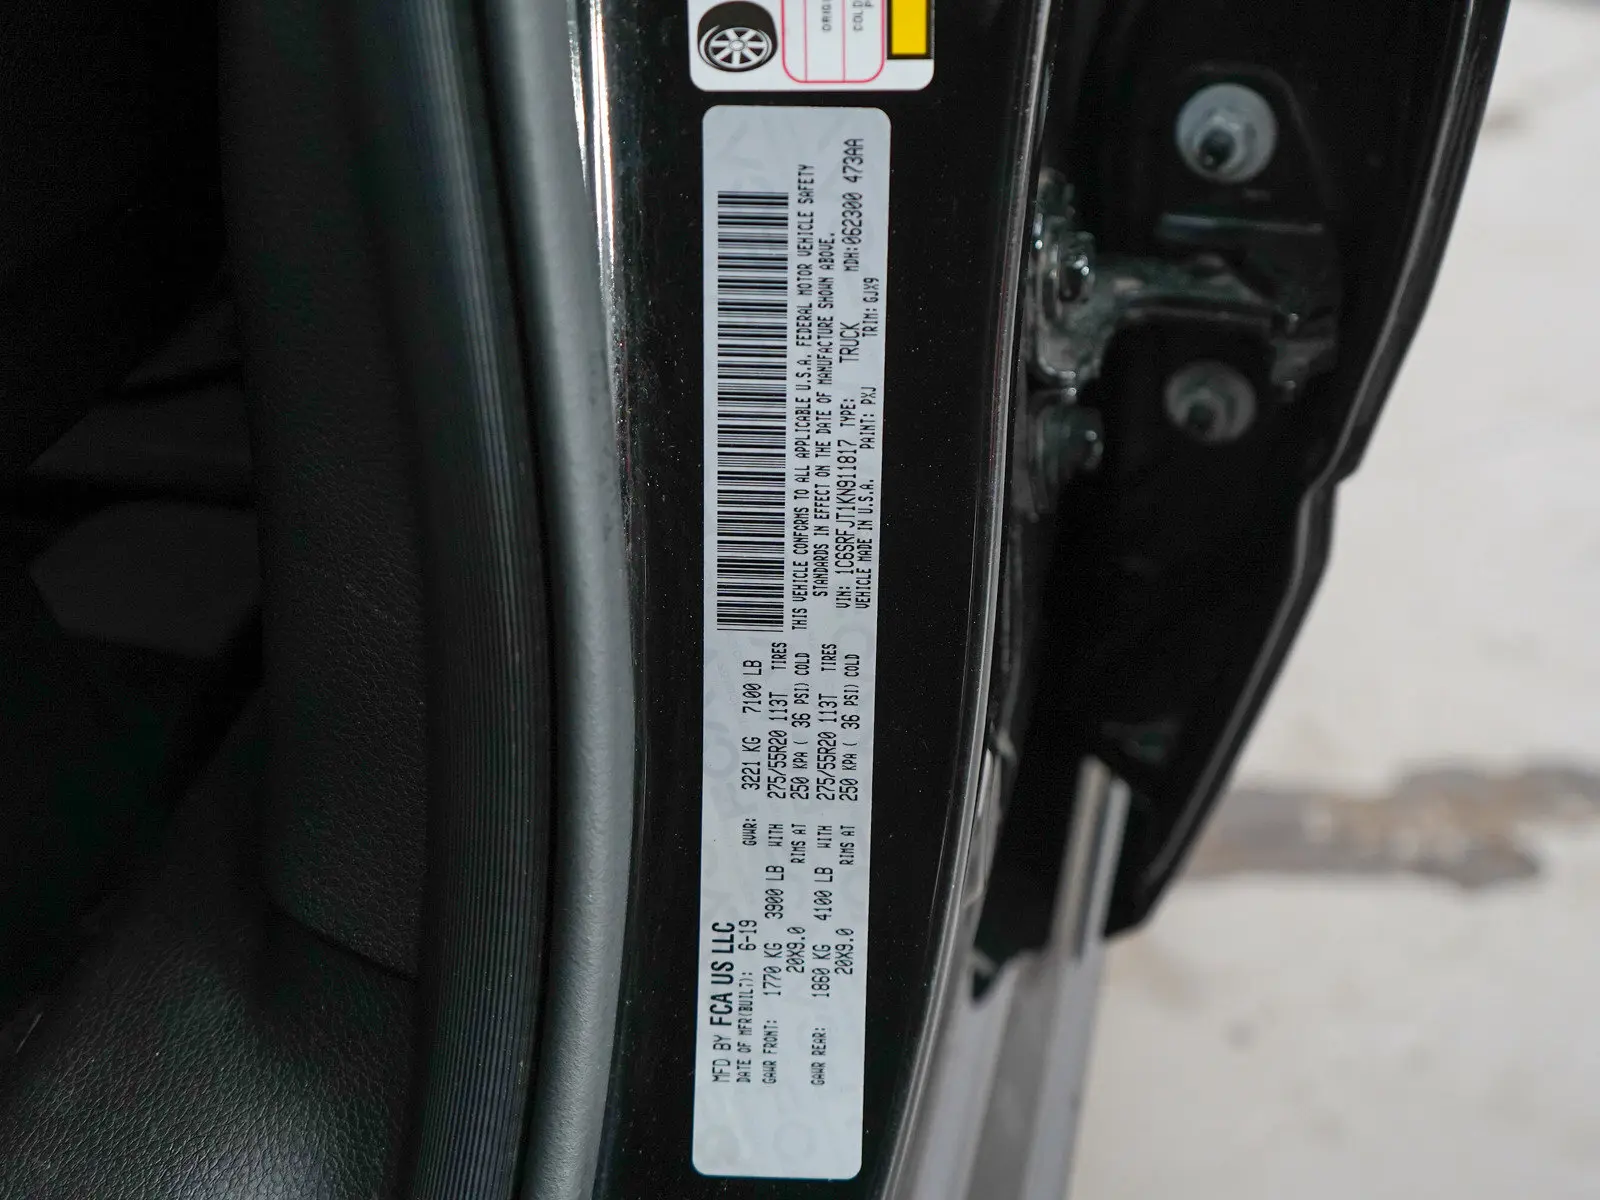 MFD BY FCA US LLC
DATE OF MFR(BUILT): 6-19 GVWR: 3221 KG 7100 LB
GAWR FRONT: 1770 KG 3900 LB WITH 275/55R20 113T TIRES
20X9.0 RIMS AT 250 KPA ( 36 PSI) COLD
GAWR REAR: 1860 KG 4100 LB WITH 275/55R20 113T TIRES
20X9.0 RIMS AT 250 KPA ( 36 PSI) COLD
THIS VEHICLE CONFORMS TO ALL APPLICABLE U.S.A. FEDERAL MOTOR VEHICLE SAFETY
STANDARDS IN EFFECT ON THE DATE OF MANUFACTURE SHOWN ABOVE.
VIN: 1C6SRFJT1KN911817 TYPE: TRUCK MDH:062300 473AA
VEHICLE MADE IN U.S.A. PAINT: PXJ TRIM: GJX9
COLD